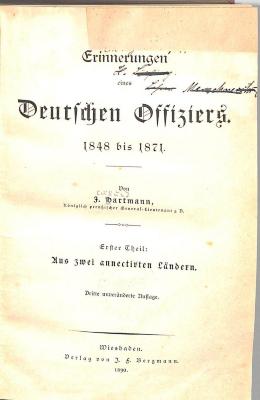 Erinnerungen
eines
Deutschen Offiziers.
1848 bis 1871.
Von
J. Hartmann,
Königlich preußischer General-Lieutenant z. D.
Erster Theil:
Aus zwei annectirten Ländern.
Dritte unveränderte Auflage.
Wiesbaden.
Verlag von J. F. Bergmann.
1890.